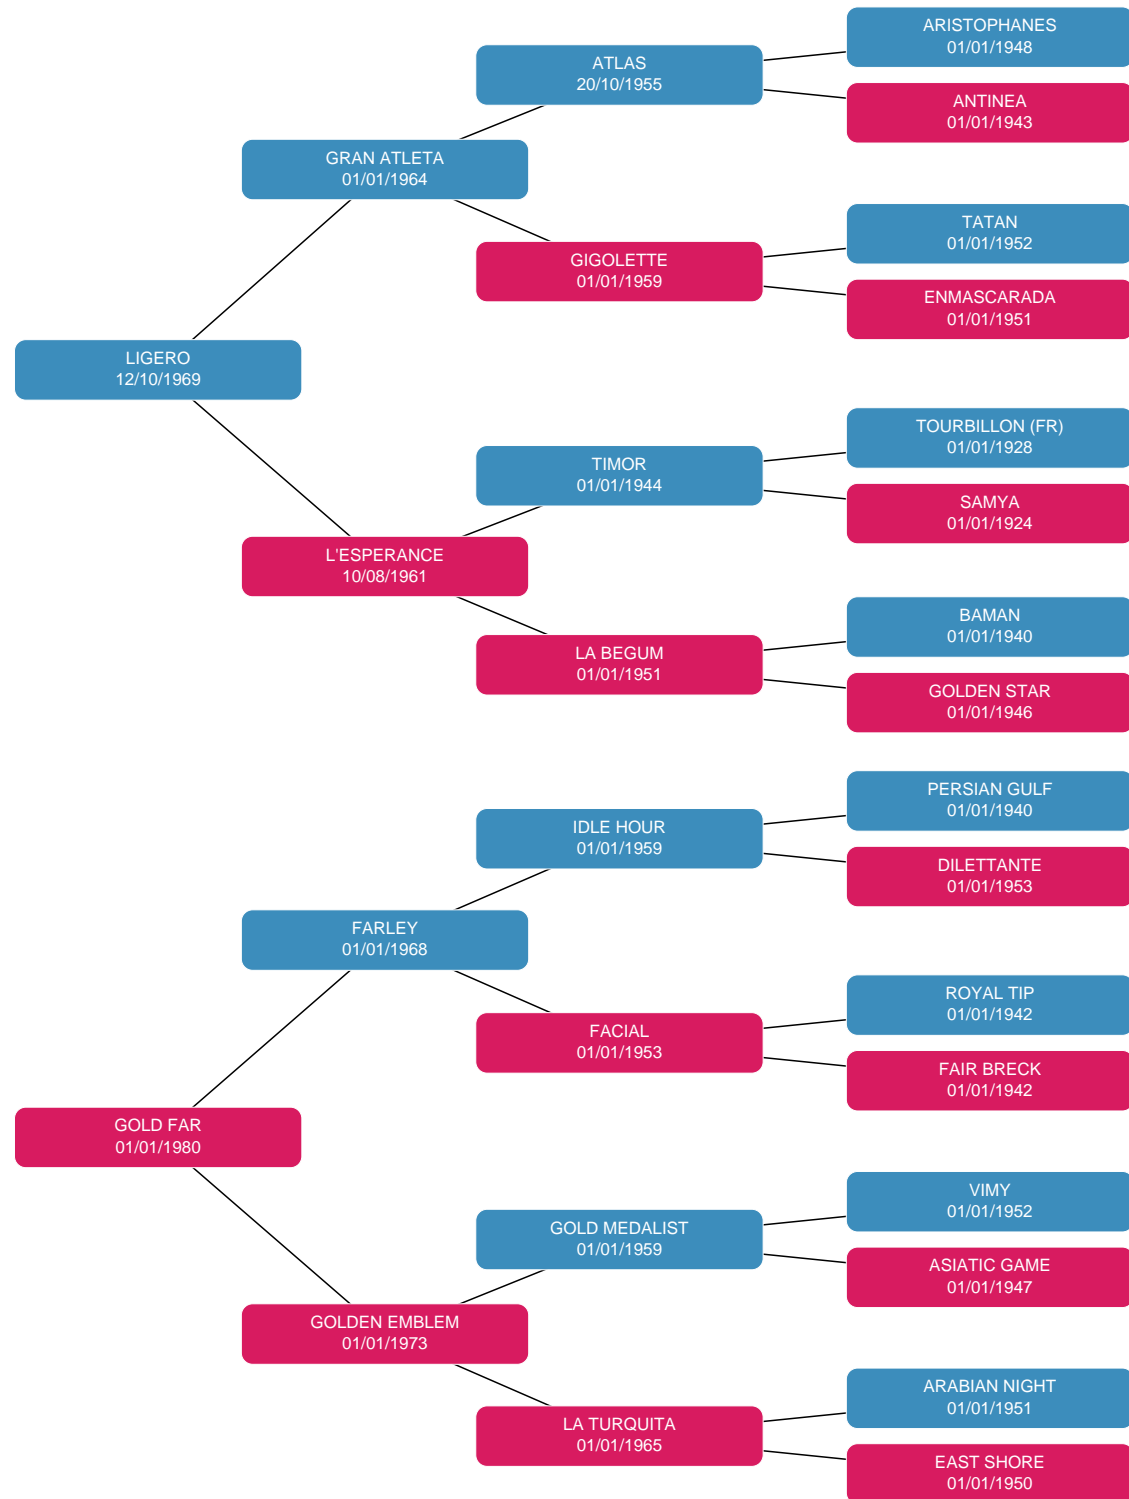 ARISTOPHANES
01/01/1948
ATLAS
20/10/1955
ANTINEA
01/01/1943
GRAN ATLETA
01/01/1964
TATAN
01/01/1952
GIGOLETTE
01/01/1959
ENMASCARADA
01/01/1951
LIGERO
12/10/1969
TOURBILLON (FR)
01/01/1928
TIMOR
01/01/1944
SAMYA
01/01/1924
L'ESPERANCE
10/08/1961
BAMAN
01/01/1940
LA BEGUM
01/01/1951
GOLDEN STAR
01/01/1946
PERSIAN GULF
01/01/1940
IDLE HOUR
01/01/1959
DILETTANTE
01/01/1953
FARLEY
01/01/1968
ROYAL TIP
01/01/1942
FACIAL
01/01/1953
FAIR BRECK
01/01/1942
GOLD FAR
01/01/1980
VIMY
01/01/1952
GOLD MEDALIST
01/01/1959
ASIATIC GAME
01/01/1947
GOLDEN EMBLEM
01/01/1973
ARABIAN NIGHT
01/01/1951
LA TURQUITA
01/01/1965
EAST SHORE
01/01/1950